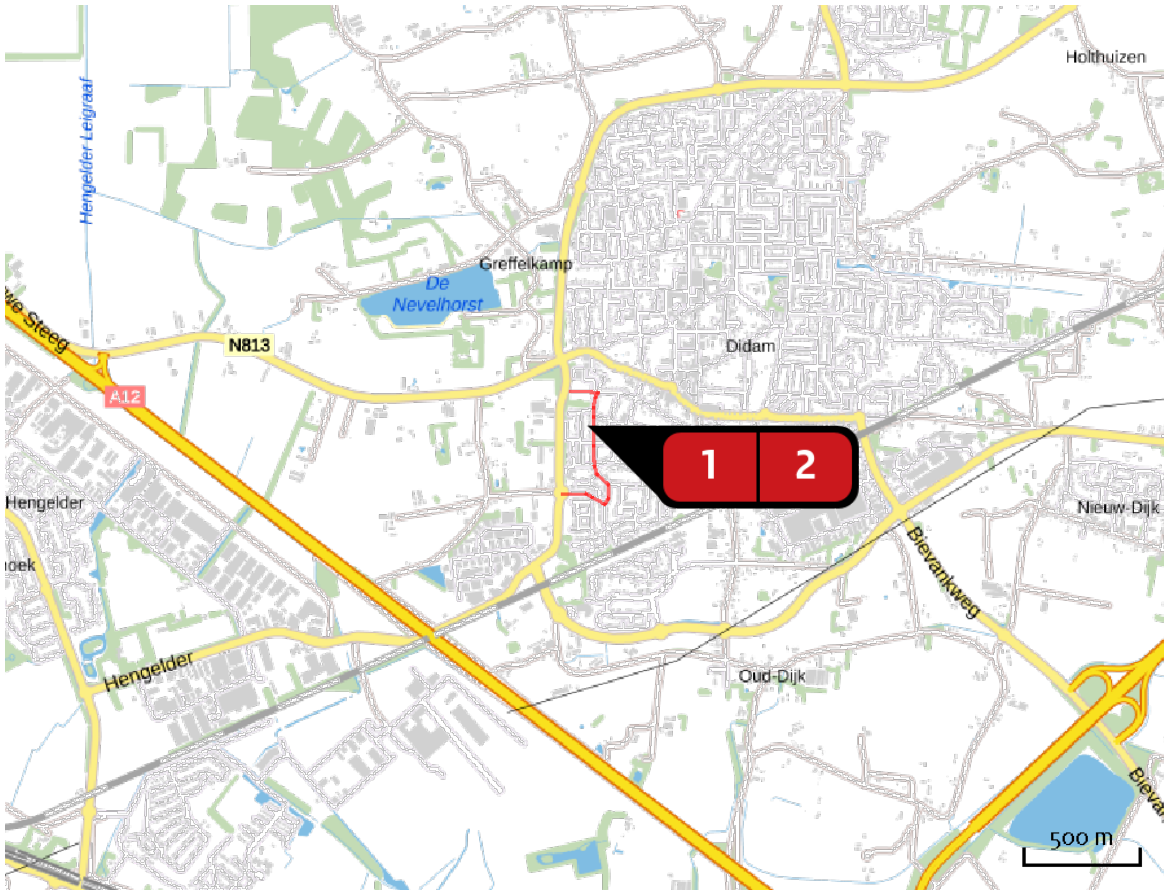 Holthuizen
Hengelder Leigraaf
Greffelkamp
De
Nevelhorst
we Steeg
N813
Didam
A12
1 2
Hengelder
Nieuw-Dijk
oek
Bievankweg
Hengelder
Oud-Dijk
Bievan
500 m